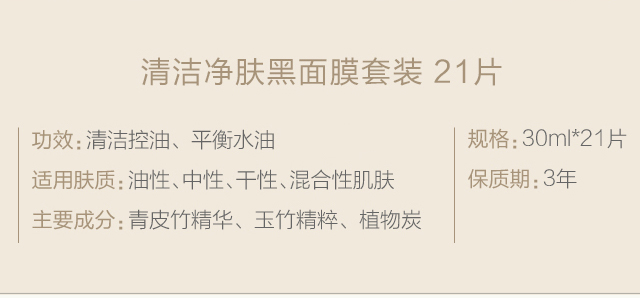 清洁净肤黑面膜套装 21片
功效:清洁控油、平衡水油
适用肤质:油性、中性、干性、混合性肌肤
主要成分:青皮竹精华、玉竹精粹、植物炭
规格:30ml*21片
保质期:3年